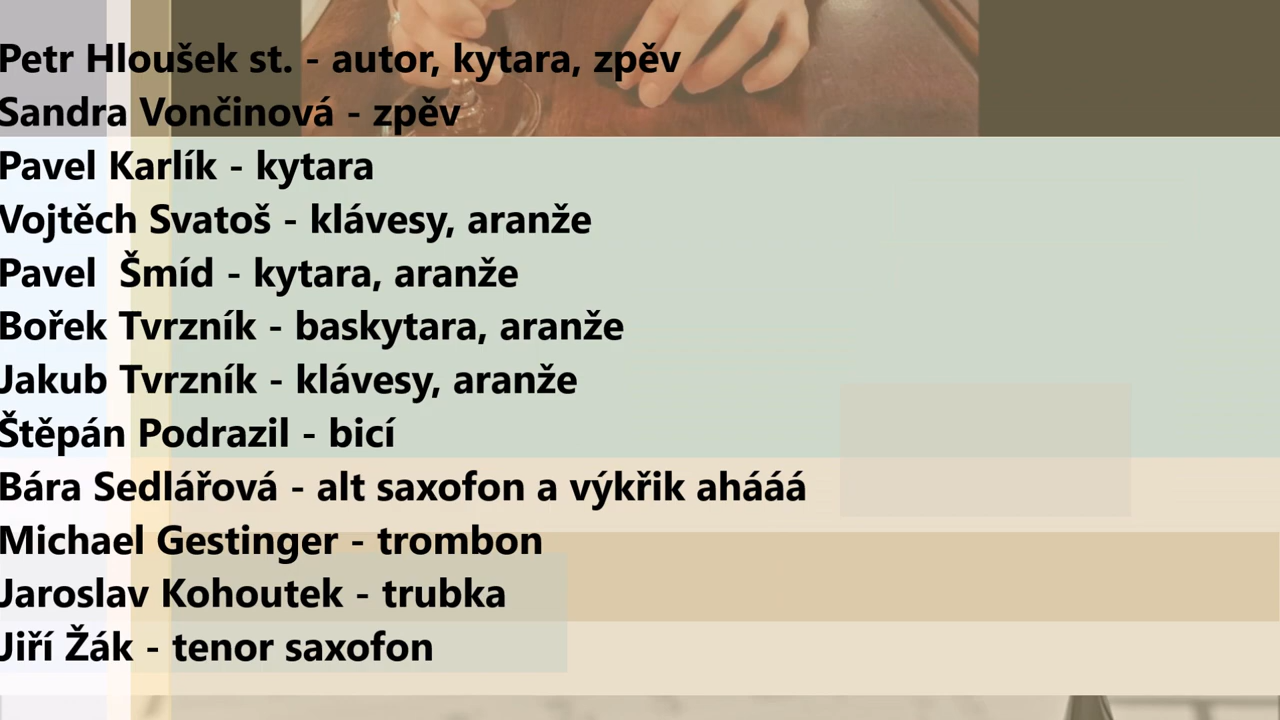 Petr Hloušek st. - autor, kytara, zpěv
Sandra Vončinová - zpěv
Pavel Karlík - kytara
Vojtěch Svatoš - klávesy, aranže
Pavel  Šmíd - kytara, aranže
Bořek Tvrzník - baskytara, aranže
Jakub Tvrzník - klávesy, aranže
Štěpán Podrazil - bicí
Bára Sedlářová - alt saxofon a výkřik ahááá
Michael Gestinger - trombon
Jaroslav Kohoutek - trubka
Jiří Žák - tenor saxofon